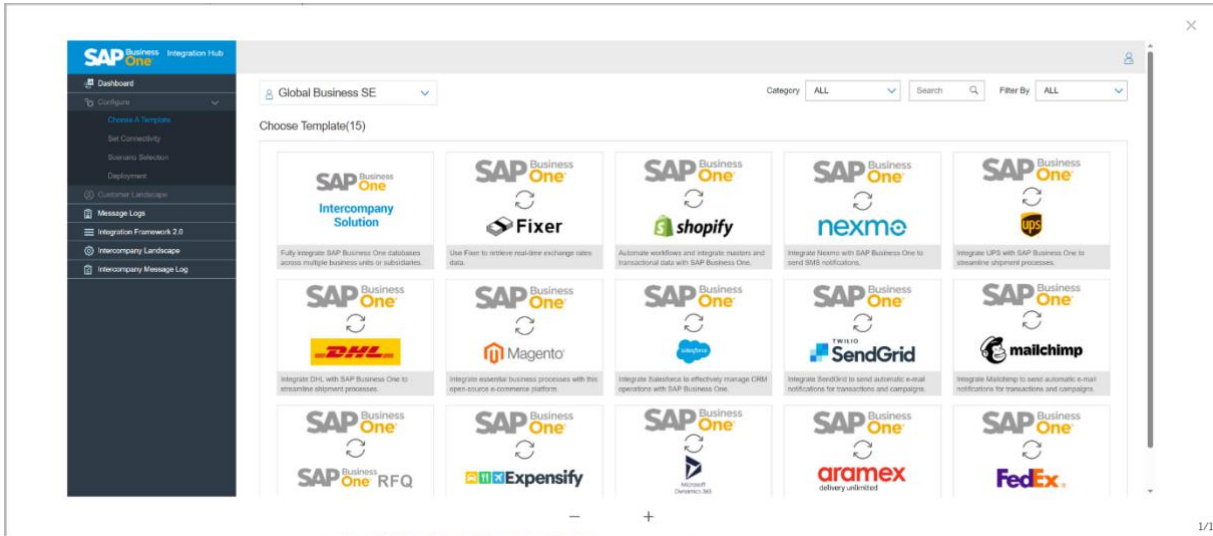 SAP Business One Integration Hub
Dashboard
Configure
Choose A Template
Set Connectivity
Scenario Selection
Deployment
Customer Landscape
Message Logs
Integration Framework 2.0
Intercompany Landscape
Intercompany Message Log
Global Business SE
Category ALL Search Filter By ALL
Choose Template(15)
SAP Business One
Intercompany
Solution
Fully integrate SAP Business One databases
across multiple business units or subsidiaries.
SAP Business One
Fixer
Use Fixer to retrieve real-time exchange rates
data.
SAP Business One
shopify
Automate workflows and integrate masters and
transactional data with SAP Business One.
SAP Business One
nexmo
Integrate Nexmo with SAP Business One to
send SMS notifications.
SAP Business One
ups
Integrate UPS with SAP Business One to
streamline shipment processes.
SAP Business One
DHL
Integrate DHL with SAP Business One to
streamline shipment processes.
SAP Business One
Magento
Integrate essential business processes with this
open-source e-commerce platform.
SAP Business One
salesforce
Integrate Salesforce to effectively manage CRM
operations with SAP Business One.
SAP Business One
TWILIO
SendGrid
Integrate SendGrid to send automatic e-mail
notifications for transactions and campaigns.
SAP Business One
mailchimp
Integrate Mailchimp to send automatic e-mail
notifications for transactions and campaigns.
SAP Business One
SAP Business One RFQ
SAP Business One
Expensify
SAP Business One
Microsoft
Dynamics 365
SAP Business One
aramex
delivery unlimited
SAP Business One
FedEx
1/1